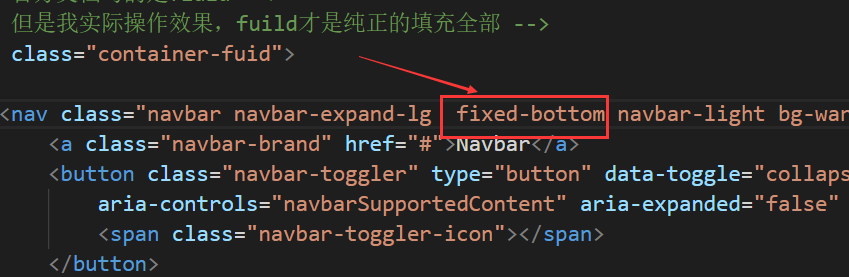 但是我实际操作效果，fuild才是纯正的填充全部 -->
class="container-fuid">
<nav class="navbar navbar-expand-lg  fixed-bottom navbar-light bg-war
<a class="navbar-brand" href="#">Navbar</a>
<button class="navbar-toggler" type="button" data-toggle="collaps
aria-controls="navbarSupportedContent" aria-expanded="false"
<span class="navbar-toggler-icon"></span>
</button>